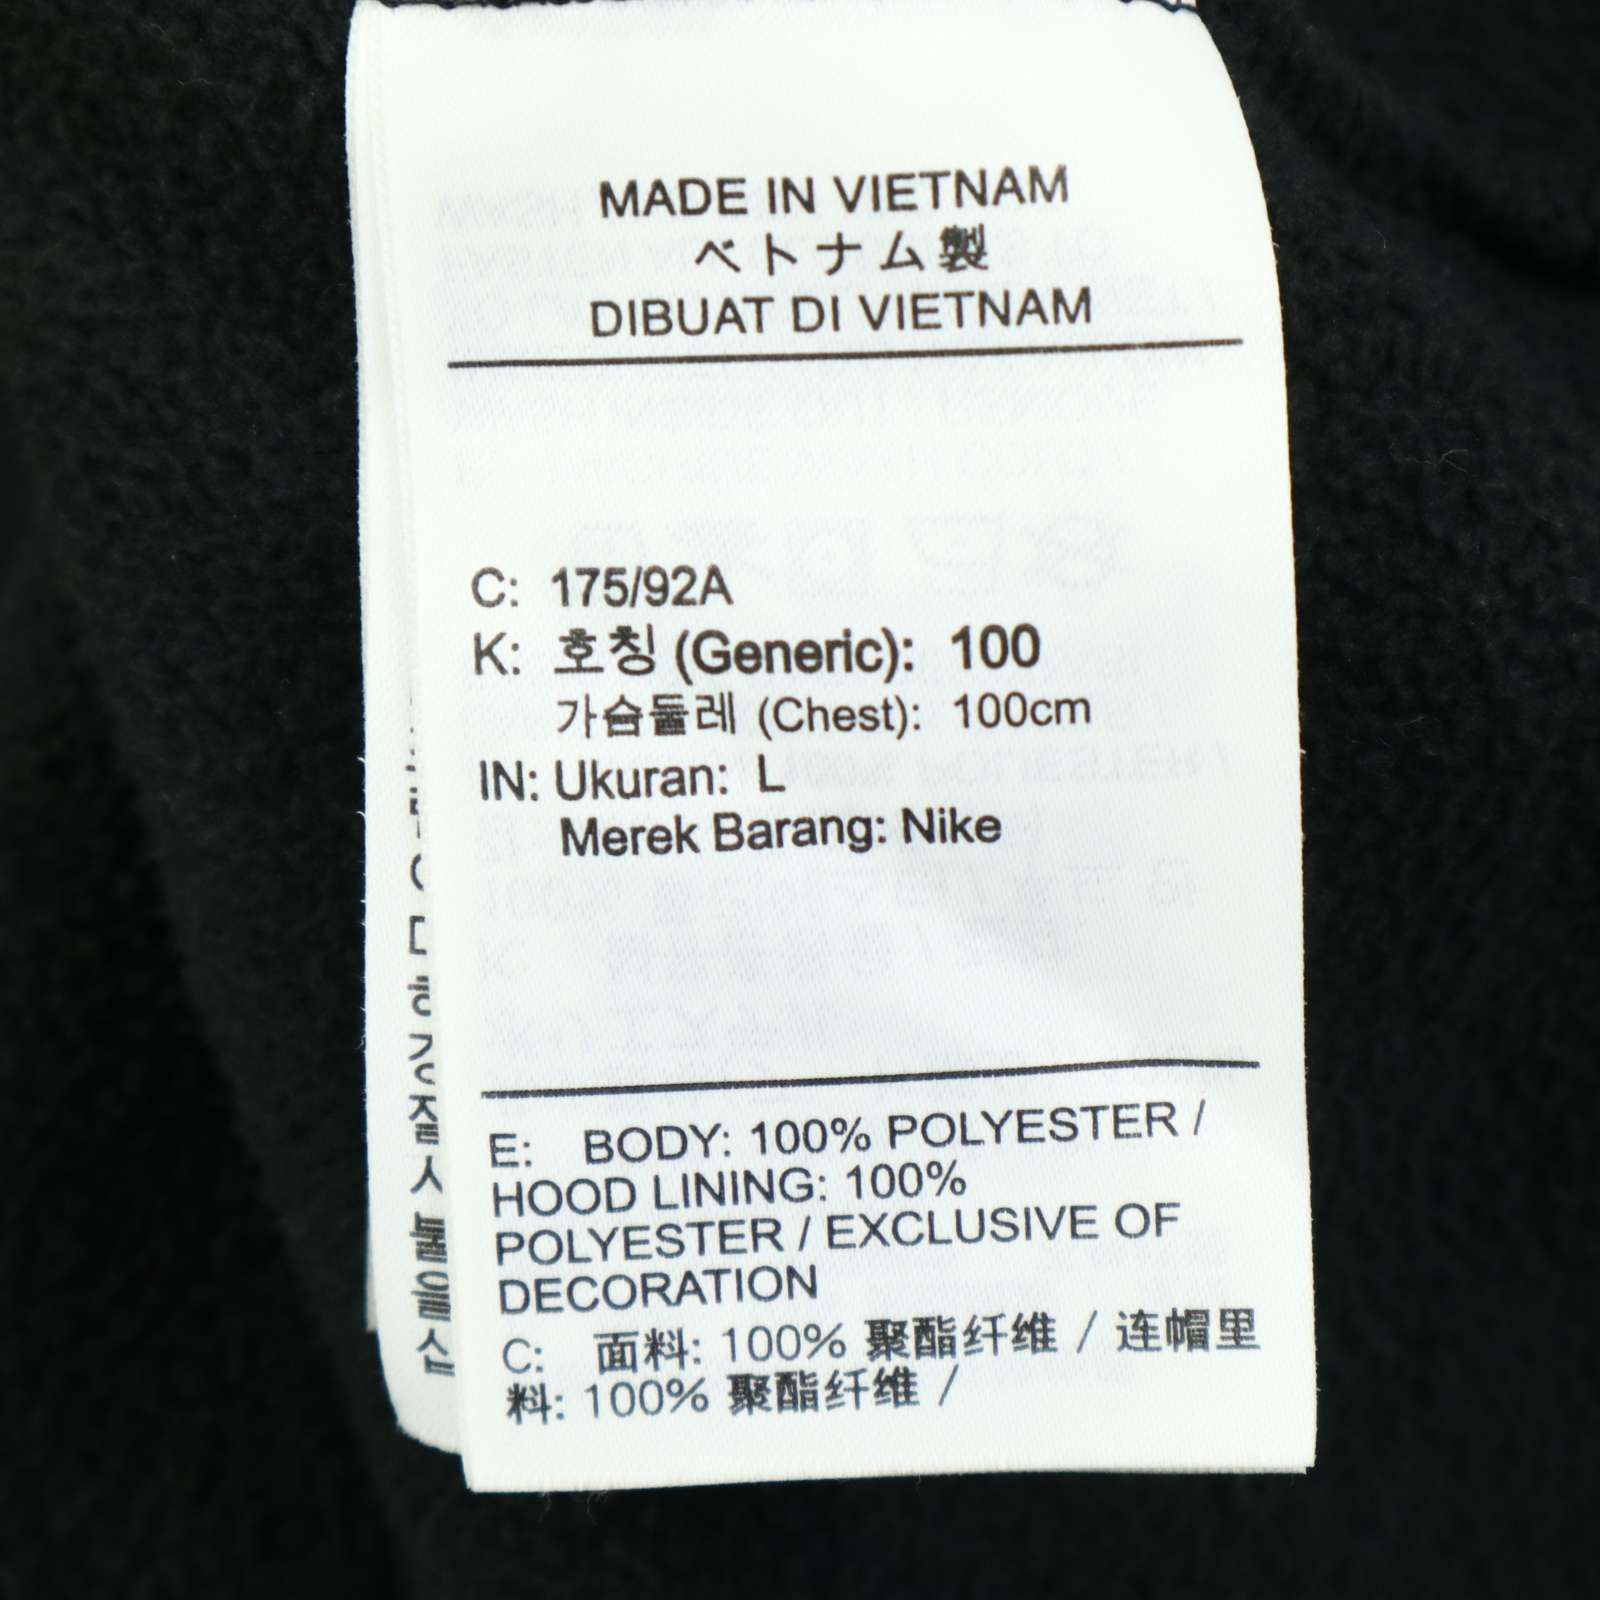 MADE IN VIETNAM
ベトナム製
DIBUAT DI VIETNAM
C: 175/92A
K: 호칭 (Generic): 100
가슴둘레 (Chest): 100cm
IN: Ukuran: L
Merek Barang: Nike
E: BODY: 100% POLYESTER /
HOOD LINING: 100%
POLYESTER / EXCLUSIVE OF
DECORATION
C: 面料: 100% 聚酯纤维 / 连帽里
料: 100% 聚酯纤维 /